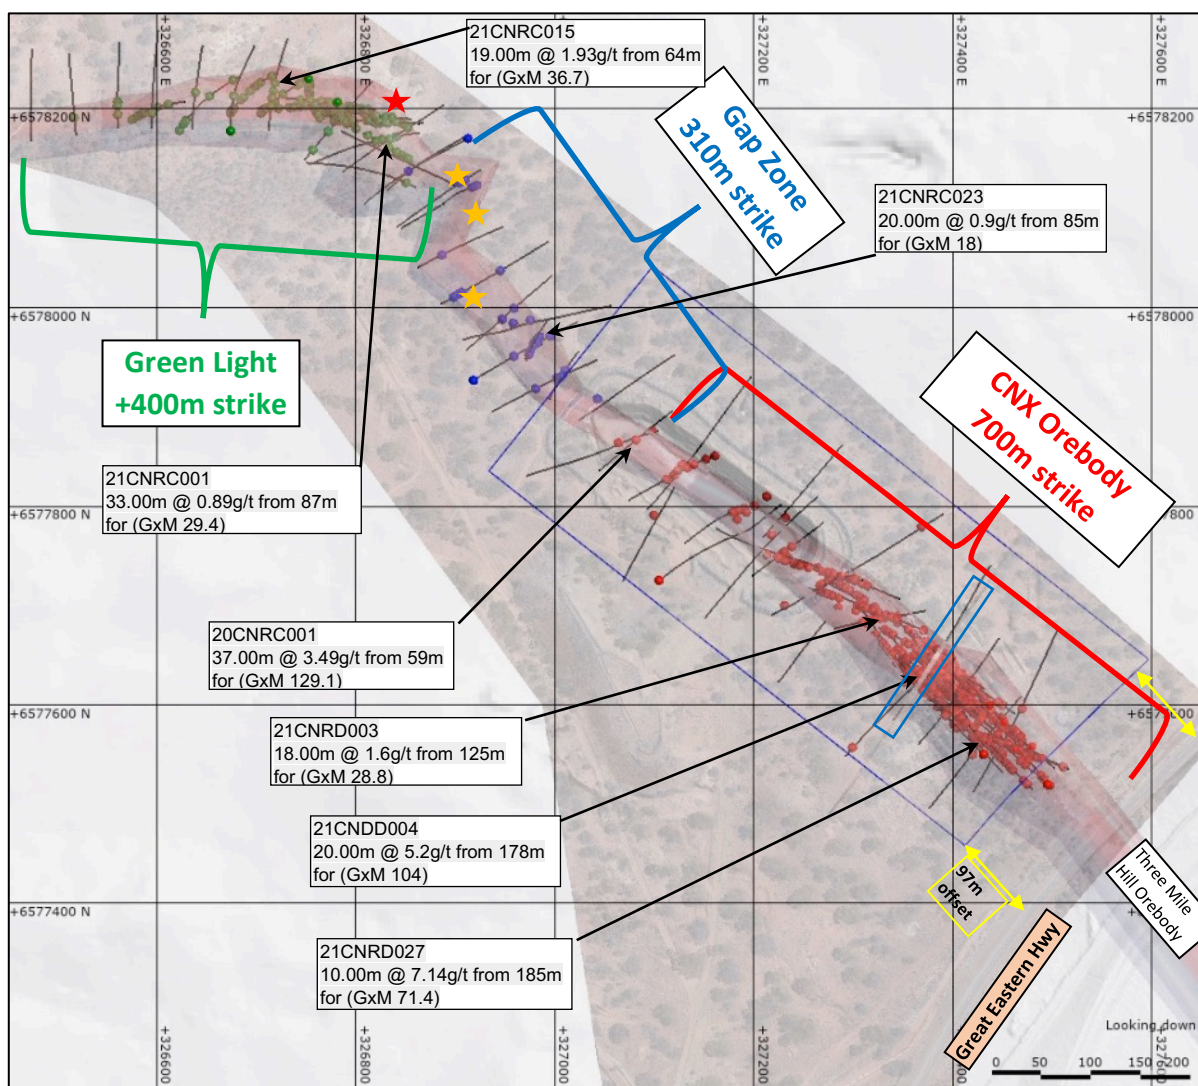 +326600 E
+326800 E
+327200 E
+327400 E
+327600 E
21CNRC015
19.00m @ 1.93g/t from 64m
for (GxM 36.7)
+6578200 N
+6578200
Gap Zone
310m strike
21CNRC023
20.00m @ 0.9g/t from 85m
for (GxM 18)
+6578000 N
+6578000
Green Light
+400m strike
CNX Orebody
700m strike
21CNRC001
33.00m @ 0.89g/t from 87m
for (GxM 29.4)
+6577800 N
20CNRC001
37.00m @ 3.49g/t from 59m
for (GxM 129.1)
+6577600 N
21CNRD003
18.00m @ 1.6g/t from 125m
for (GxM 28.8)
21CNDD004
20.00m @ 5.2g/t from 178m
for (GxM 104)
97m
offset
Three Mile
Hill Orebody
+6577400 N
21CNRD027
10.00m @ 7.14g/t from 185m
for (GxM 71.4)
Great Eastern Hwy
Looking down
+326600
+326800
+327000
+327200
+327400
0 50 100 150 200